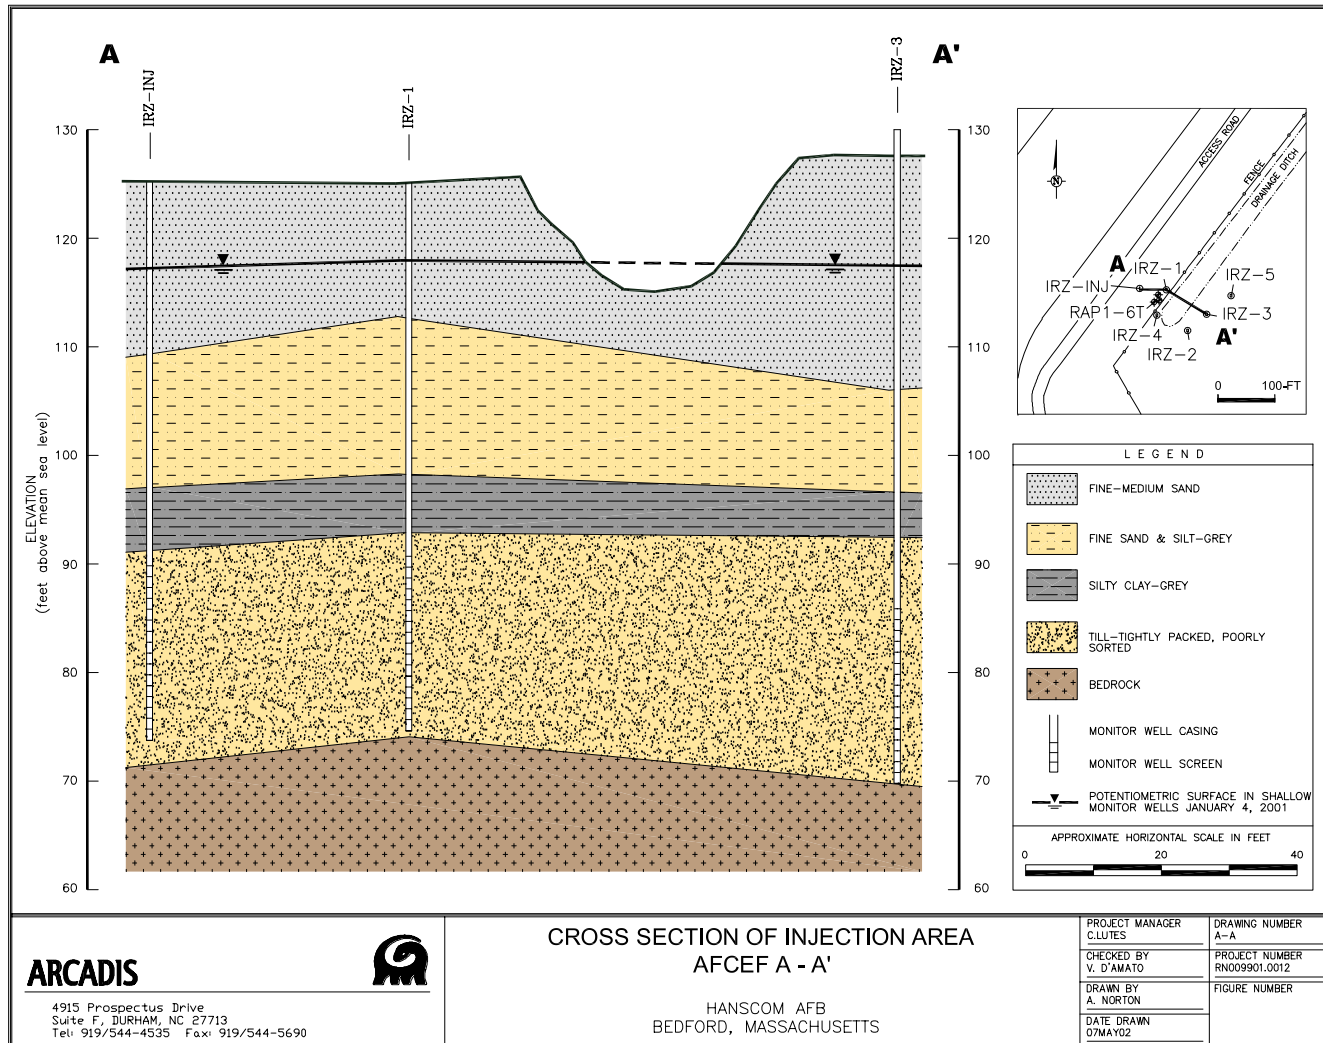 A
A'
IRZ-INJ
IRZ-1
IRZ-3
130
120
110
100
90
80
70
60
ELEVATION
(feet above mean sea level)
130
120
110
100
90
80
70
60
N
ACCESS ROAD
FENCE
DRAINAGE DITCH
A
IRZ-1
IRZ-INJ
IRZ-5
RAP1-6T
IRZ-3
IRZ-4
A'
IRZ-2
0 100-FT
LEGEND
FINE-MEDIUM SAND
FINE SAND & SILT-GREY
SILTY CLAY-GREY
TILL-TIGHTLY PACKED, POORLY
SORTED
BEDROCK
MONITOR WELL CASING
MONITOR WELL SCREEN
POTENTIOMETRIC SURFACE IN SHALLOW
MONITOR WELLS JANUARY 4, 2001
APPROXIMATE HORIZONTAL SCALE IN FEET
0 20 40
ARCADIS
4915 Prospectus Drive
Suite F, DURHAM, NC 27713
Tel: 919/544-4535 Fax: 919/544-5690
CROSS SECTION OF INJECTION AREA
AFCEF A - A'
HANSCOM AFB
BEDFORD, MASSACHUSETTS
PROJECT MANAGER
C.LUTES
DRAWING NUMBER
A-A
CHECKED BY
V. D'AMATO
PROJECT NUMBER
RN009901.0012
DRAWN BY
A. NORTON
FIGURE NUMBER
DATE DRAWN
07MAY02